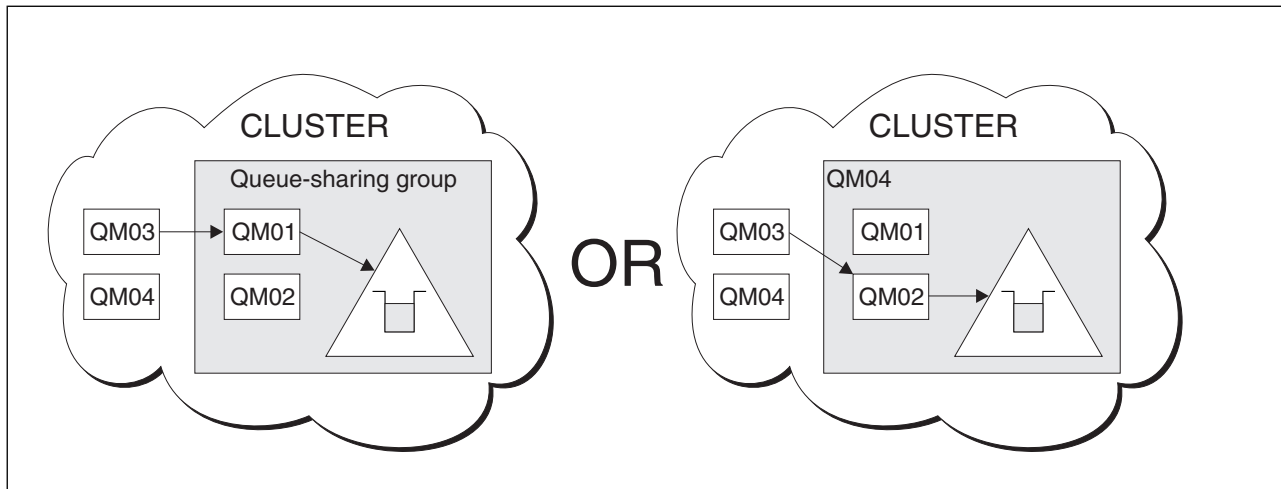 CLUSTER
Queue-sharing group
QM03
QM01
QM04
QM02
OR
CLUSTER
QM04
QM03
QM01
QM04
QM02